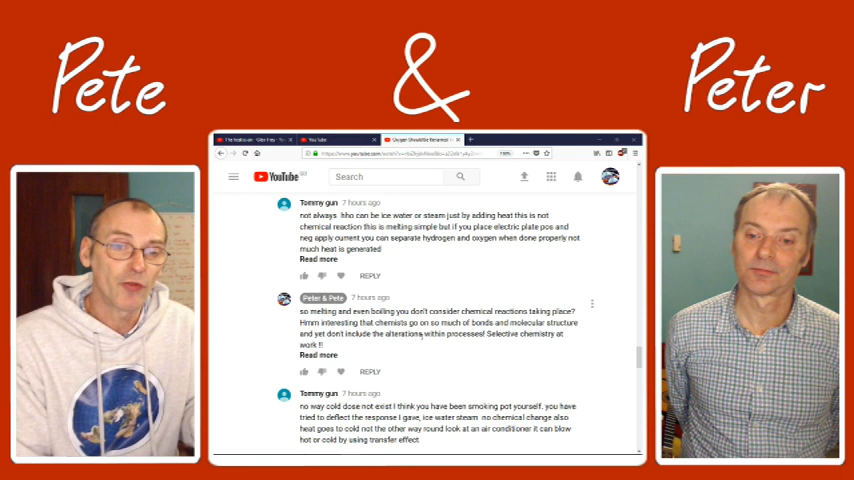 Pete & Peter
YouTube
Search
Tommy gun 7 hours ago
not always hho can be ice water or steam just by adding heat this is not
chemical reaction this is melting simple but if you place electric plate pos and
neg apply current you can separate hydrogen and oxygen when done properly not
much heat is generated
Read more
REPLY
Peter & Pete 7 hours ago
so melting and even boiling you don't consider chemical reactions taking place?
Hmm interesting that chemists go on so much of bonds and molecular structure
and yet don't include the alterations within processes! Selective chemistry at
work !!
Read more
REPLY
Tommy gun 7 hours ago
no way cold dose not exist I think you have been smoking pot yourself. you have
tried to deflect the response I gave, ice water steam no chemical change also
heat goes to cold not the other way round look at an air conditioner it can blow
hot or cold by using transfer effect